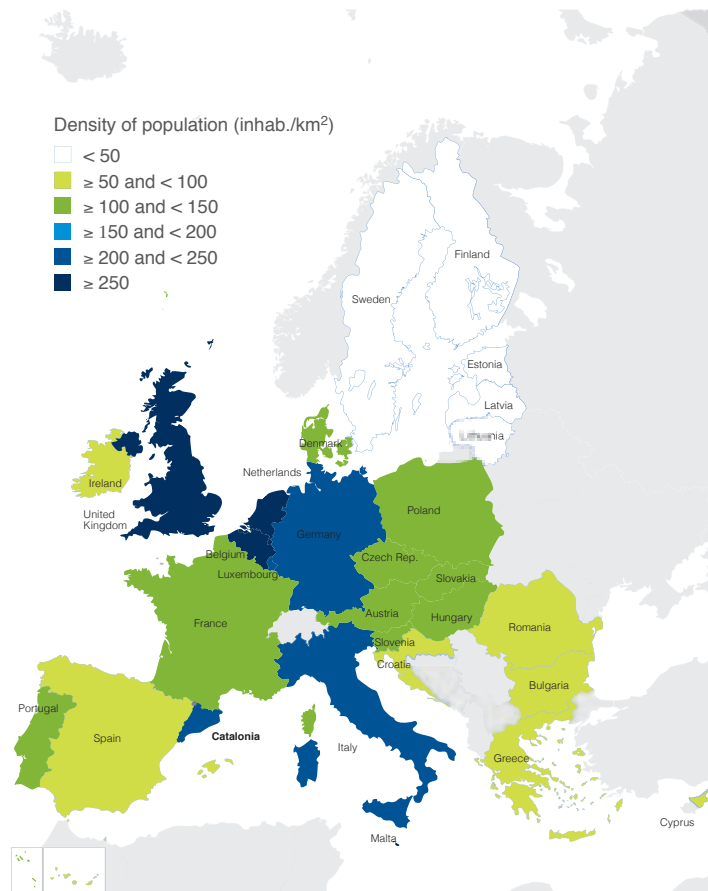 Density of population (inhab./km²)
< 50
≥ 50 and < 100
≥ 100 and < 150
≥ 150 and < 200
≥ 200 and < 250
≥ 250
Finland
Sweden
Estonia
Latvia
Lithuania
Denmark
Netherlands
Ireland
United
Kingdom
Poland
Germany
Belgium
Czech Rep.
Luxembourg
Slovakia
Austria
Hungary
France
Romania
Slovenia
Croatie
Bulgaria
Portugal
Spain
Catalonia
Italy
Greece
Cyprus
Malta